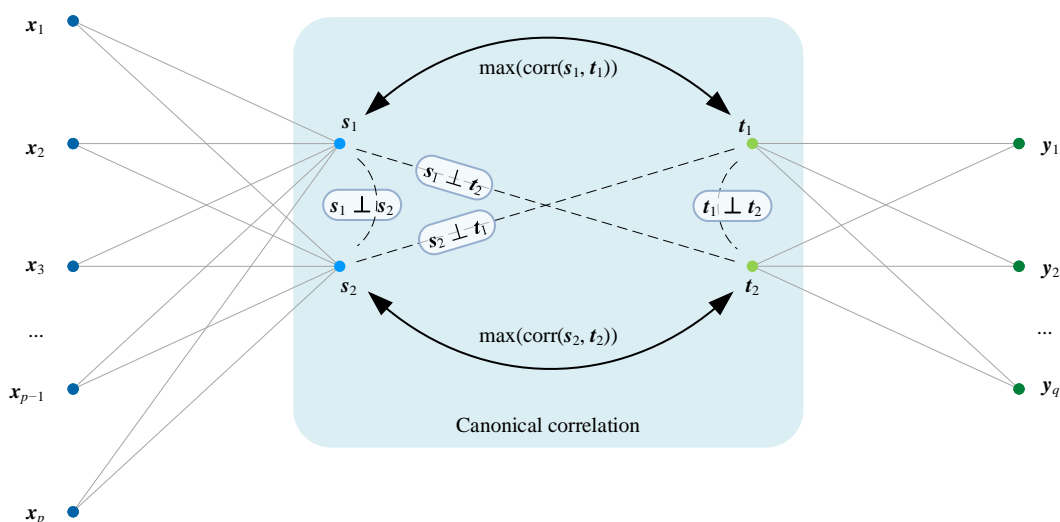 x1
x2
x3
...
xp−1
xp
max(corr(s1, t1))
s1
t1
s1 ⊥ t2
s1 ⊥ s2
t1 ⊥ t2
s2 ⊥ t1
s2
t2
max(corr(s2, t2))
Canonical correlation
y1
y2
...
yq